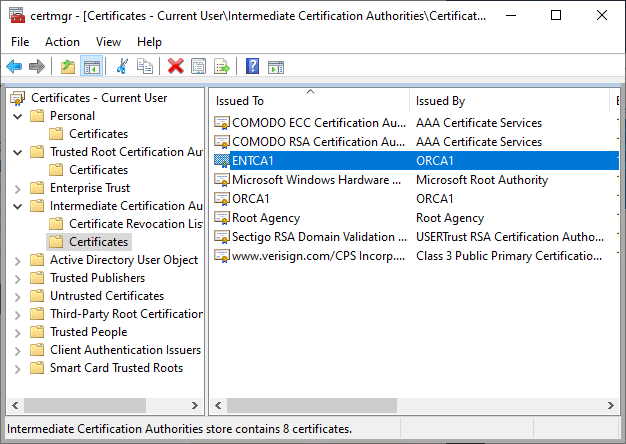 certmgr - [Certificates - Current User\Intermediate Certification Authorities\Certificat...
File Action View Help
Certificates - Current User
Personal
Certificates
Trusted Root Certification Au
Certificates
Enterprise Trust
Intermediate Certification Au
Certificate Revocation Lis
Certificates
Active Directory User Object
Trusted Publishers
Untrusted Certificates
Third-Party Root Certification
Trusted People
Client Authentication Issuers
Smart Card Trusted Roots
Issued To Issued By
COMODO ECC Certification Au... AAA Certificate Services
COMODO RSA Certification Au... AAA Certificate Services
ENTCA1 ORCA1
Microsoft Windows Hardware ... Microsoft Root Authority
ORCA1 ORCA1
Root Agency Root Agency
Sectigo RSA Domain Validation ... USERTrust RSA Certification Autho...
www.verisign.com/CPS Incorp.... Class 3 Public Primary Certificatio...
Intermediate Certification Authorities store contains 8 certificates.